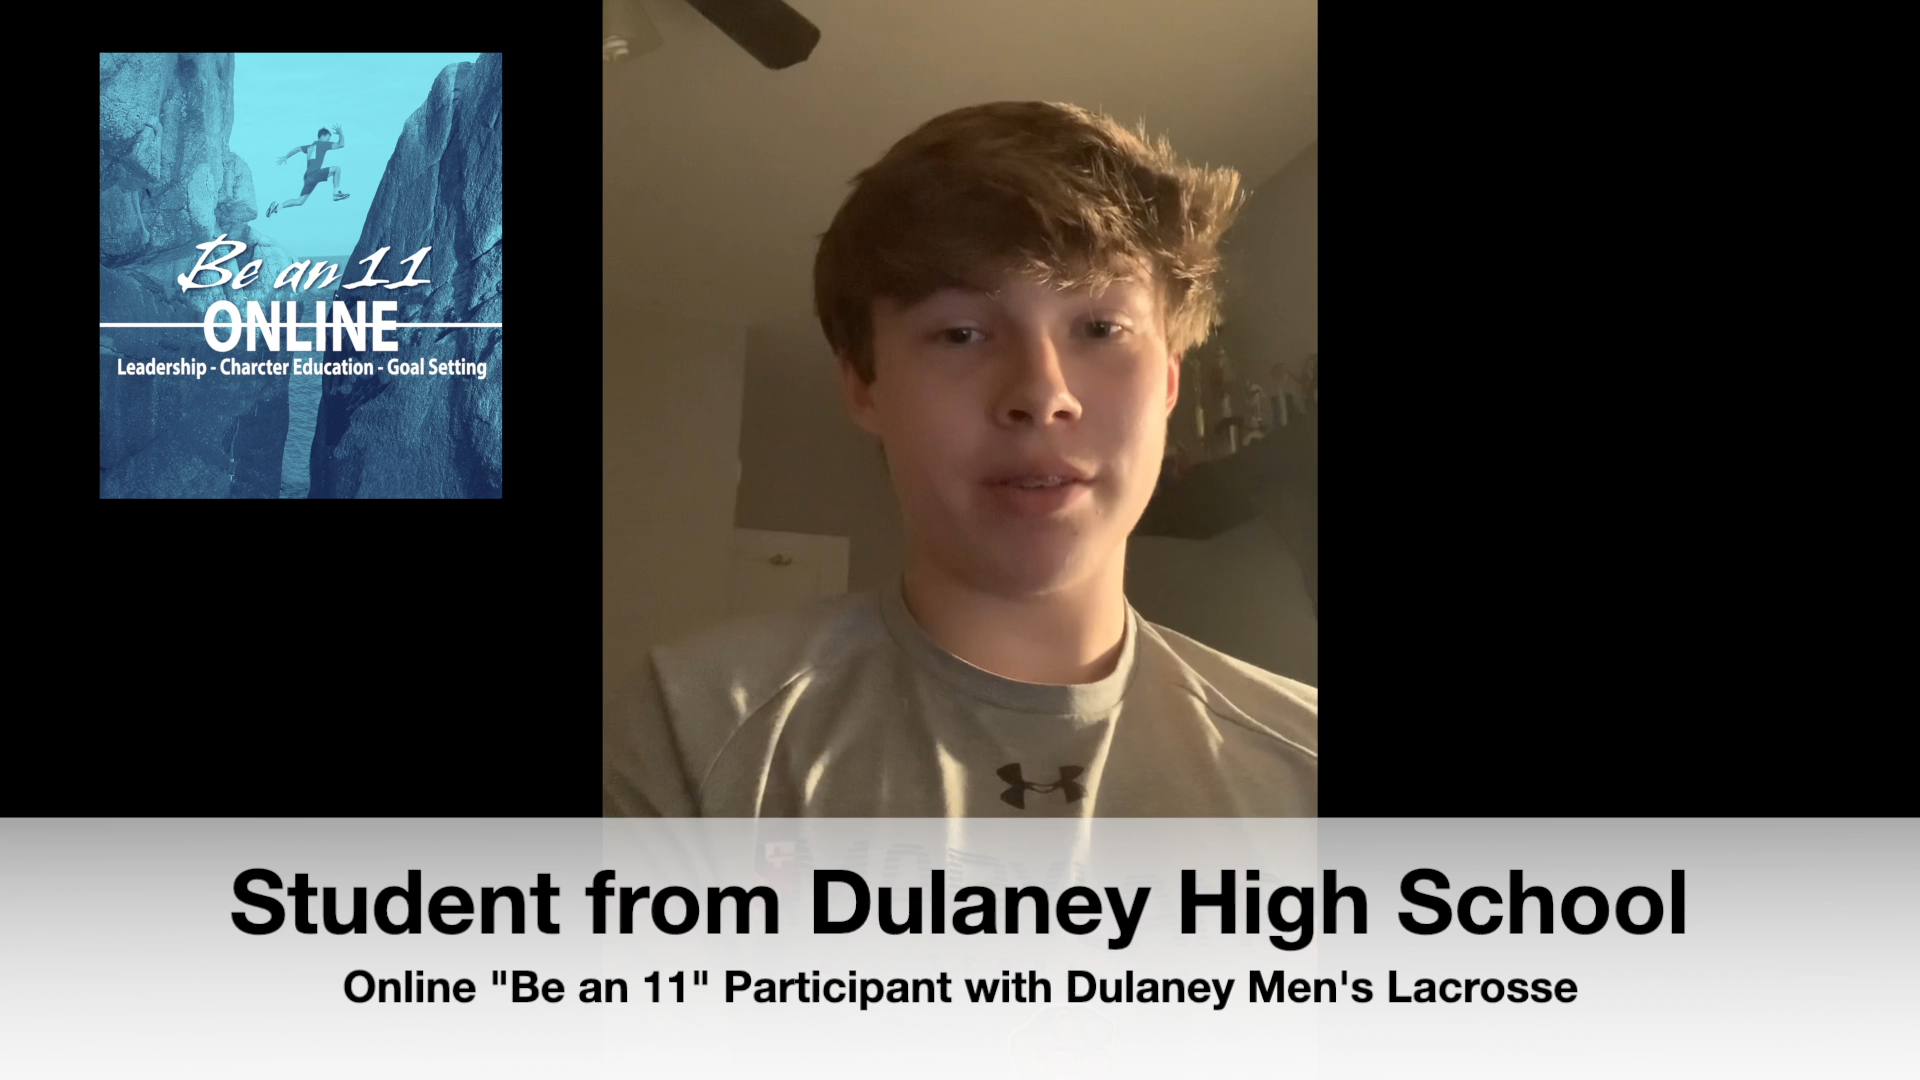 Be an 11
ONLINE
Leadership - Charcter Education - Goal Setting
Student from Dulaney High School
Online "Be an 11" Participant with Dulaney Men's Lacrosse